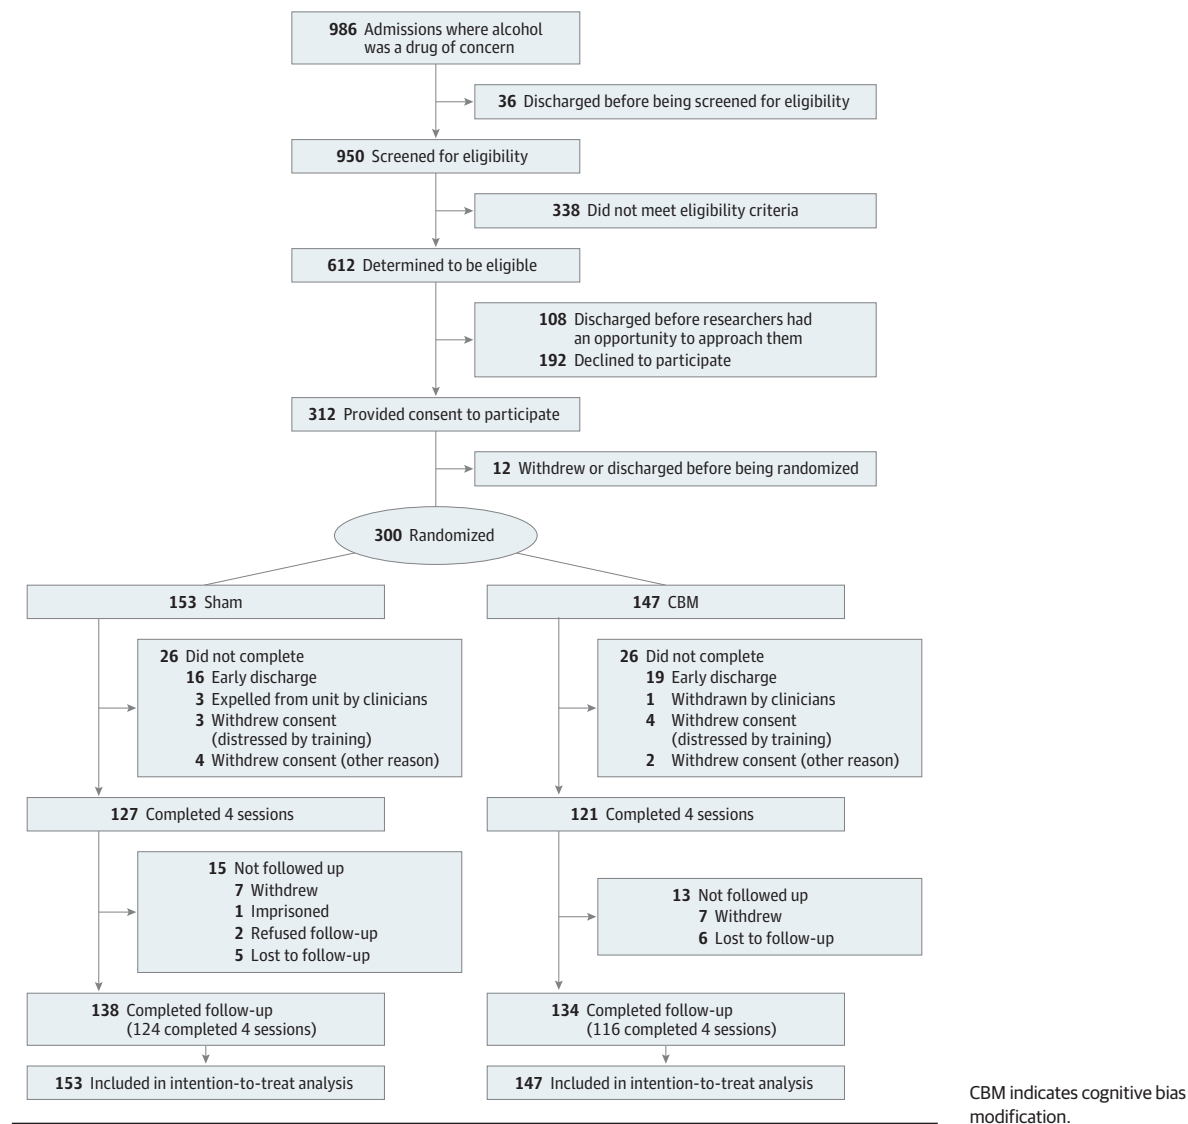 986 Admissions where alcohol
was a drug of concern
36 Discharged before being screened for eligibility
950 Screened for eligibility
338 Did not meet eligibility criteria
612 Determined to be eligible
108 Discharged before researchers had
an opportunity to approach them
192 Declined to participate
312 Provided consent to participate
12 Withdrew or discharged before being randomized
300 Randomized
153 Sham
26 Did not complete
16 Early discharge
3 Expelled from unit by clinicians
3 Withdrew consent
(distressed by training)
4 Withdrew consent (other reason)
127 Completed 4 sessions
15 Not followed up
7 Withdrew
1 Imprisoned
2 Refused follow-up
5 Lost to follow-up
138 Completed follow-up
(124 completed 4 sessions)
153 Included in intention-to-treat analysis
147 CBM
26 Did not complete
19 Early discharge
1 Withdrawn by clinicians
4 Withdrew consent
(distressed by training)
2 Withdrew consent (other reason)
121 Completed 4 sessions
13 Not followed up
7 Withdrew
6 Lost to follow-up
134 Completed follow-up
(116 completed 4 sessions)
147 Included in intention-to-treat analysis
CBM indicates cognitive bias
modification.